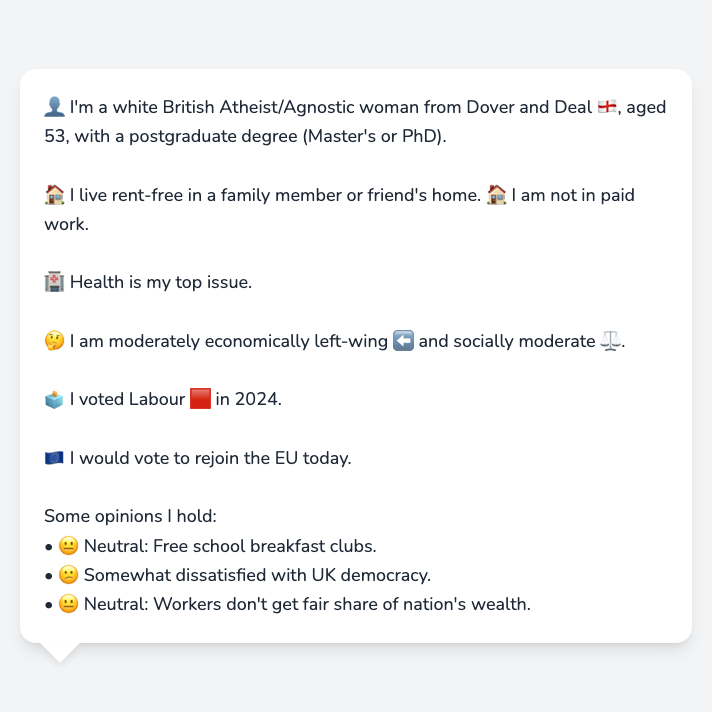 👤 I'm a white British Atheist/Agnostic woman from Dover and Deal 🏴󠁧󠁢󠁥󠁮󠁧󠁿, aged
53, with a postgraduate degree (Master's or PhD).
🏠 I live rent-free in a family member or friend's home. 🏠 I am not in paid
work.
🏥 Health is my top issue.
🤔 I am moderately economically left-wing ⬅️ and socially moderate ⚖️.
🗳️ I voted Labour 🟥 in 2024.
🇪🇺 I would vote to rejoin the EU today.
Some opinions I hold:
• 😐 Neutral: Free school breakfast clubs.
• 😕 Somewhat dissatisfied with UK democracy.
• 😐 Neutral: Workers don't get fair share of nation's wealth.